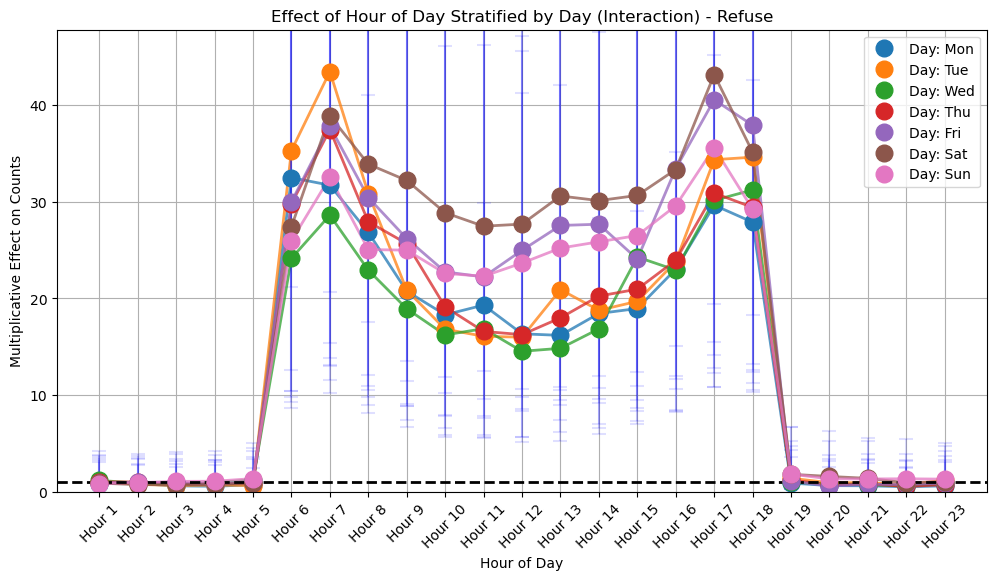 Effect of Hour of Day Stratified by Day (Interaction) - Refuse
Multiplicative Effect on Counts
40
30
20
10
0
Day: Mon
Day: Tue
Day: Wed
Day: Thu
Day: Fri
Day: Sat
Day: Sun
Hour 1
Hour 2
Hour 3
Hour 4
Hour 5
Hour 6
Hour 7
Hour 8
Hour 9
Hour 10
Hour 11
Hour 12
Hour 13
Hour 14
Hour 15
Hour 16
Hour 17
Hour 18
Hour 19
Hour 20
Hour 21
Hour 22
Hour 23
Hour of Day